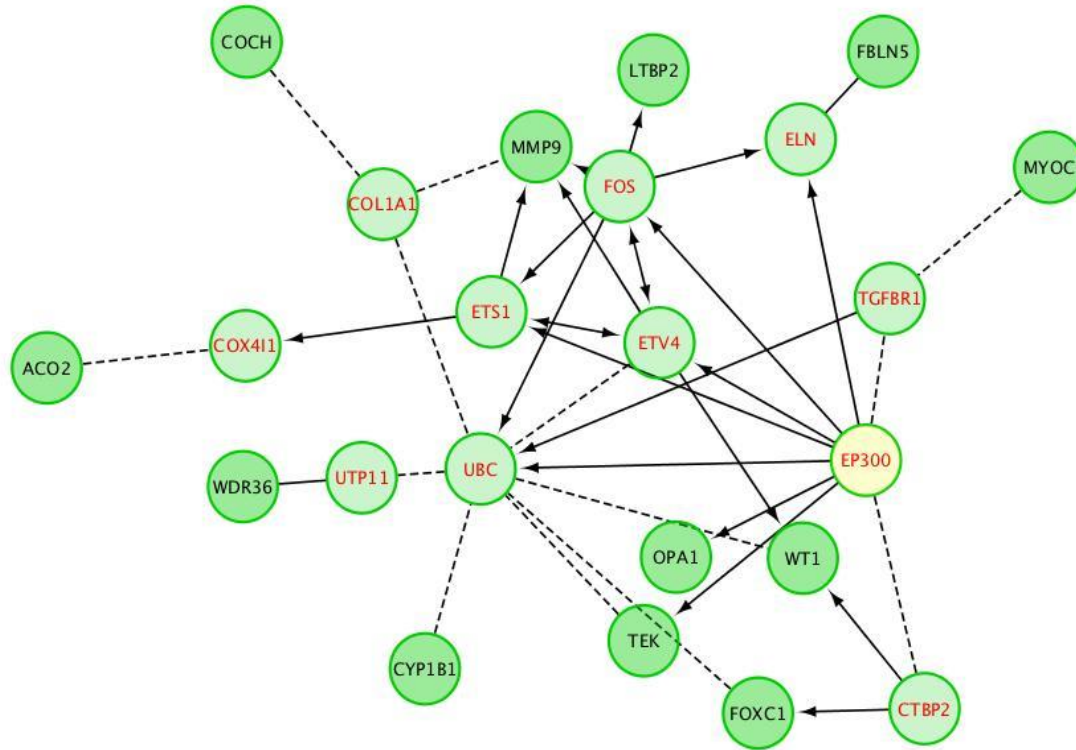 COCH
FBLN5
LTBP2
ELN
MMP9
MYOC
FOS
COL1A1
TGFBR1
ETS1
ETV4
COX4I1
ACO2
EP300
UBC
UTP11
WDR36
OPA1
WT1
TEK
CYP1B1
CTBP2
FOXC1